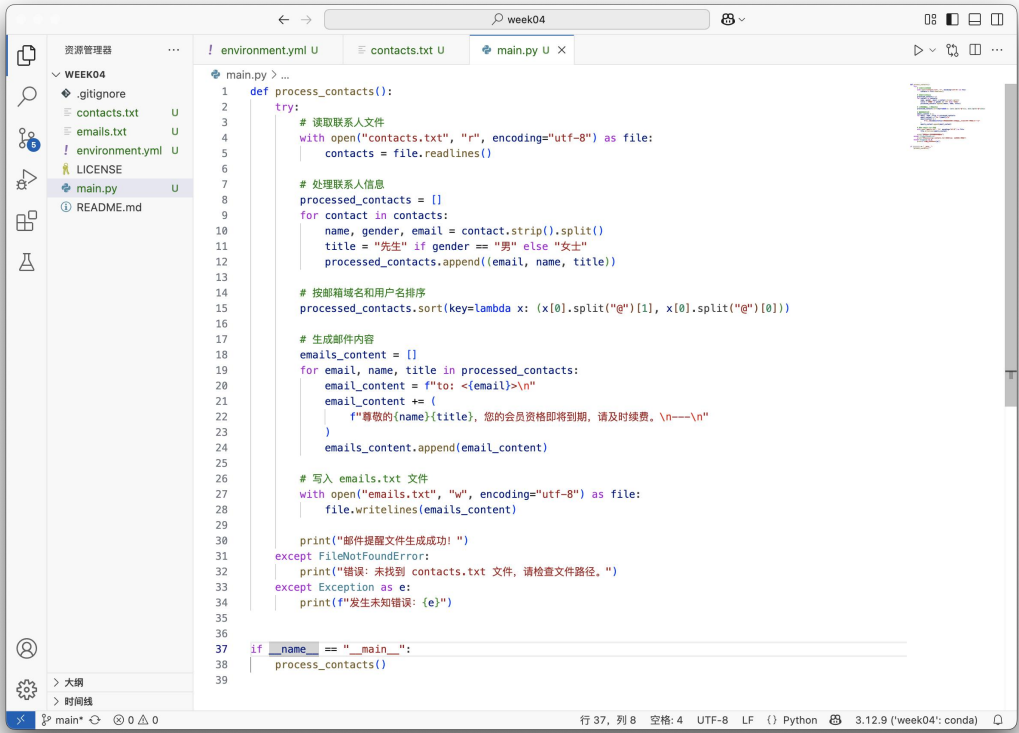 week04
资源管理器
WEEK04
.gitignore
contacts.txt U
emails.txt U
! environment.yml U
LICENSE
main.py U
README.md
5
大纲
时间线
! environment.yml U
contacts.txt U
main.py U
main.py > ...
1 def process_contacts():
2 try:
3 # 读取联系人文件
4 with open("contacts.txt", "r", encoding="utf-8") as file:
5 contacts = file.readlines()
6
7 # 处理联系人信息
8 processed_contacts = []
9 for contact in contacts:
10 name, gender, email = contact.strip().split()
11 title = "先生" if gender == "男" else "女士"
12 processed_contacts.append((email, name, title))
13
14 # 按邮箱域名和用户名排序
15 processed_contacts.sort(key=lambda x: (x[0].split("@")[1], x[0].split("@")[0]))
16
17 # 生成邮件内容
18 emails_content = []
19 for email, name, title in processed_contacts:
20 email_content = f"to: <{email}>\n"
21 email_content += (
22 f"尊敬的{name}{title}，您的会员资格即将到期，请及时续费。\n---\n"
23 )
24 emails_content.append(email_content)
25
26 # 写入 emails.txt 文件
27 with open("emails.txt", "w", encoding="utf-8") as file:
28 file.writelines(emails_content)
29
30 print("邮件提醒文件生成成功！")
31 except FileNotFoundError:
32 print("错误：未找到 contacts.txt 文件，请检查文件路径。")
33 except Exception as e:
34 print(f"发生未知错误：{e}")
35
36
37 if __name__ == "__main__":
38 process_contacts()
39
main* 0 0 行 37，列 8 空格: 4 UTF-8 LF {} Python 3.12.9 ('week04': conda)